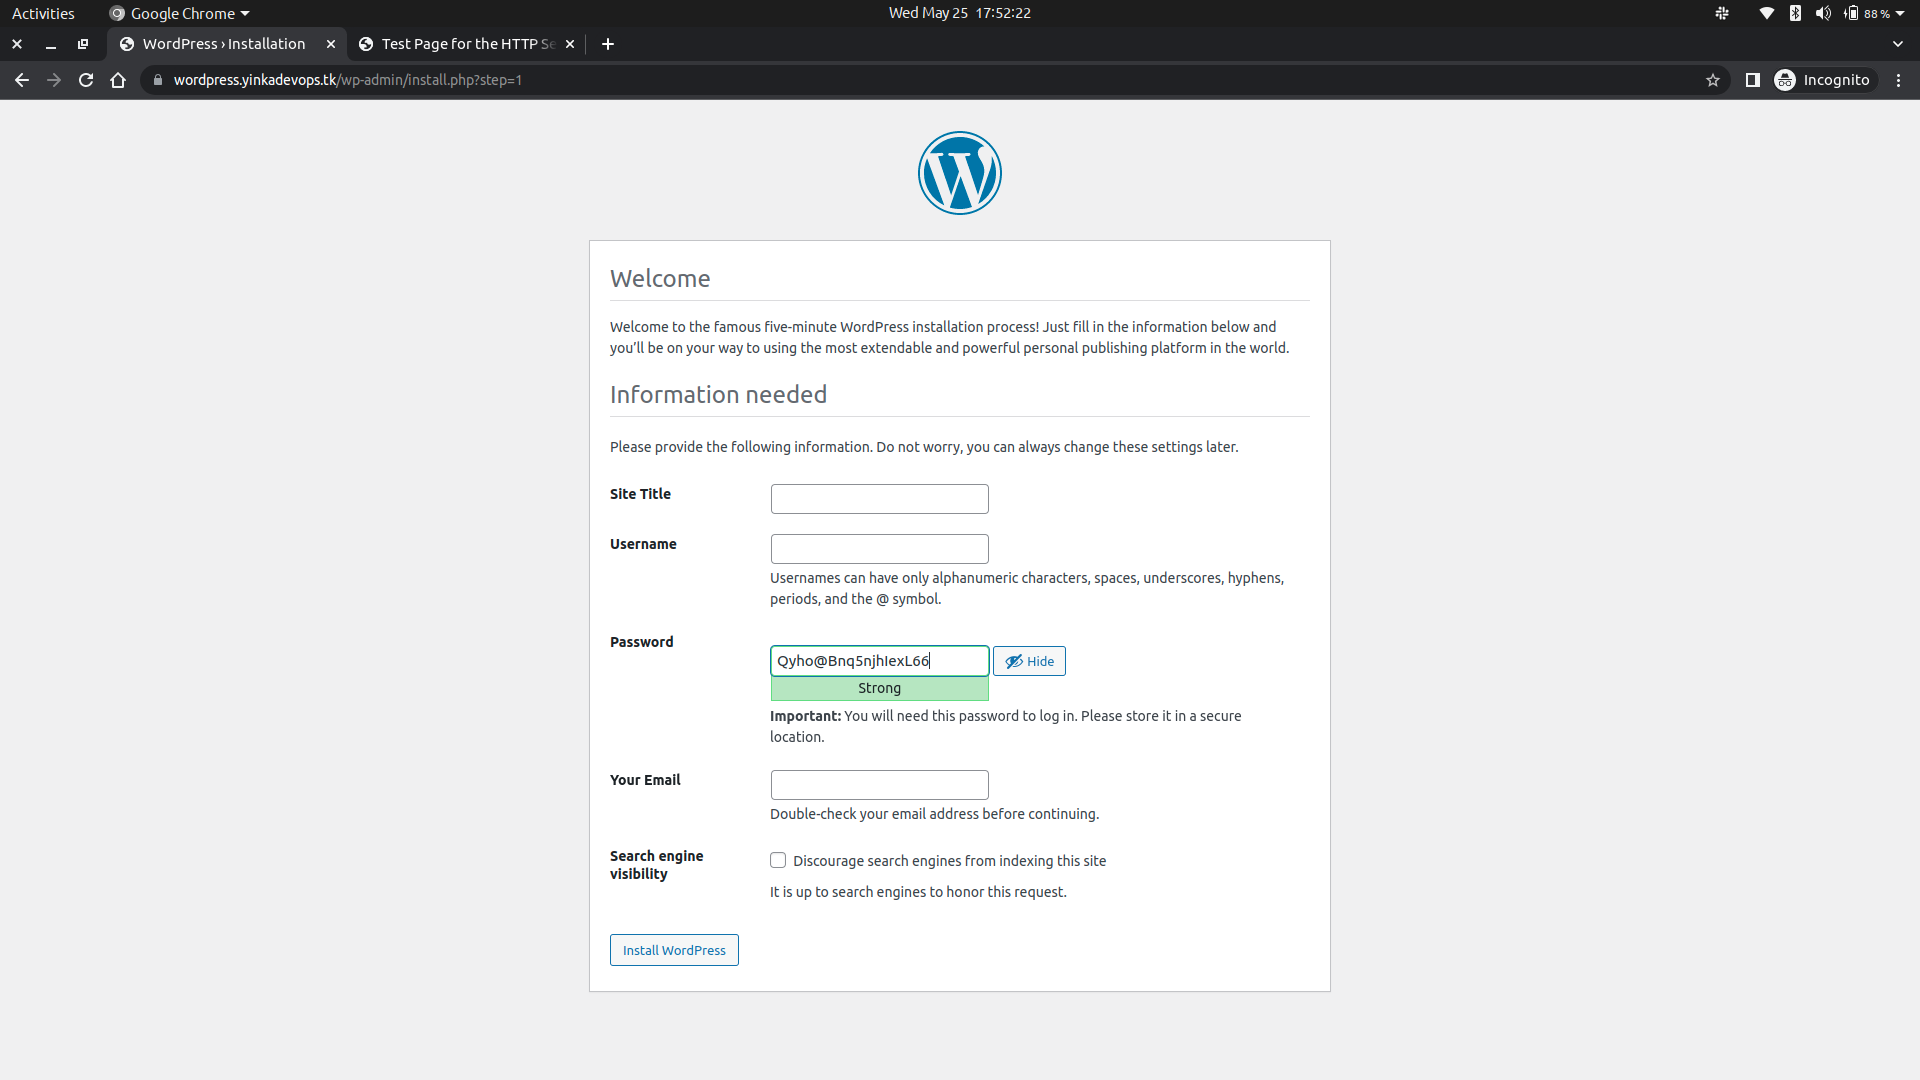 Activities
Google Chrome
Wed May 25 17:52:22
88 %
WordPress › Installation
Test Page for the HTTP Se
wordpress.yinkadevops.tk/wp-admin/install.php?step=1
Incognito
Welcome
Welcome to the famous five-minute WordPress installation process! Just fill in the information below and
you’ll be on your way to using the most extendable and powerful personal publishing platform in the world.
Information needed
Please provide the following information. Do not worry, you can always change these settings later.
Site Title
Username
Usernames can have only alphanumeric characters, spaces, underscores, hyphens,
periods, and the @ symbol.
Password
Qyho@Bnq5njhIexL66
Hide
Strong
Important: You will need this password to log in. Please store it in a secure
location.
Your Email
Double-check your email address before continuing.
Search engine
visibility
Discourage search engines from indexing this site
It is up to search engines to honor this request.
Install WordPress